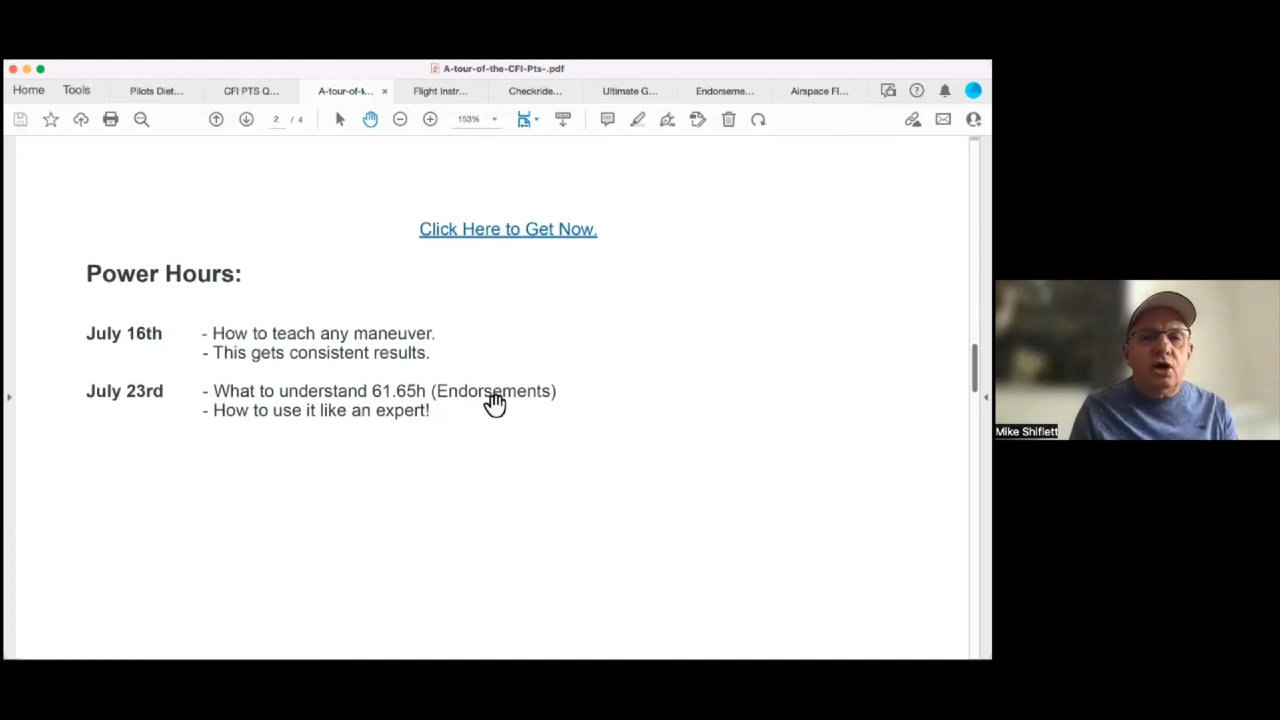 A-tour-of-the-CFI-Pts-.pdf
Home Tools Pilots Diet... CFI PTS Q... A-tour-of-t... × Flight Instr... Checkride... Ultimate G... Endorseme... Airspace Fl...
2 / 4 153%
Click Here to Get Now.
Power Hours:
July 16th - How to teach any maneuver.
- This gets consistent results.
July 23rd - What to understand 61.65h (Endorsements)
- How to use it like an expert!
Mike Shiflett